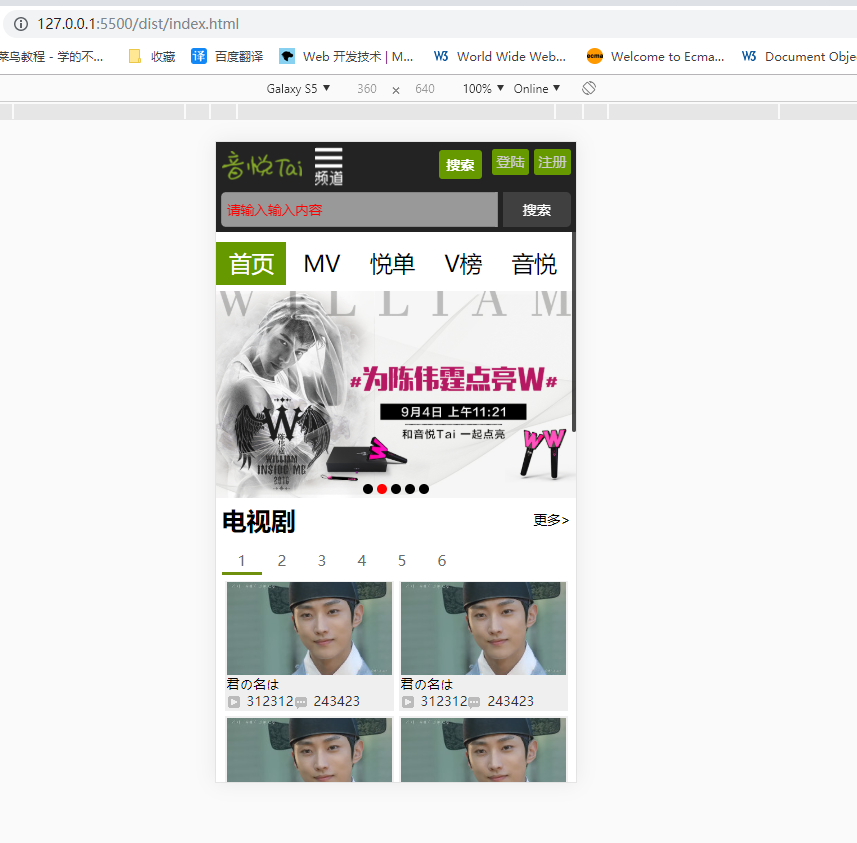 127.0.0.1:5500/dist/index.html
菜鸟教程 - 学的不... 收藏 译 百度翻译 Web 开发技术 | M... W3 World Wide Web... ecma Welcome to Ecma... W3 Document Obje
Galaxy S5 ▼ 360 × 640 100% ▼ Online ▼
音悦Tai 频道 搜索 登陆 注册
请输入输入内容 搜索
首页 MV 悦单 V榜 音悦
WILLIAM
#为陈伟霆点亮W#
9月4日 上午11:21
和音悦Tai 一起点亮
W
WW
W
WILLIAM
INSIDE ME
2016
电视剧 更多>
1 2 3 4 5 6
君の名は 君の名は
312312 243423 312312 243423